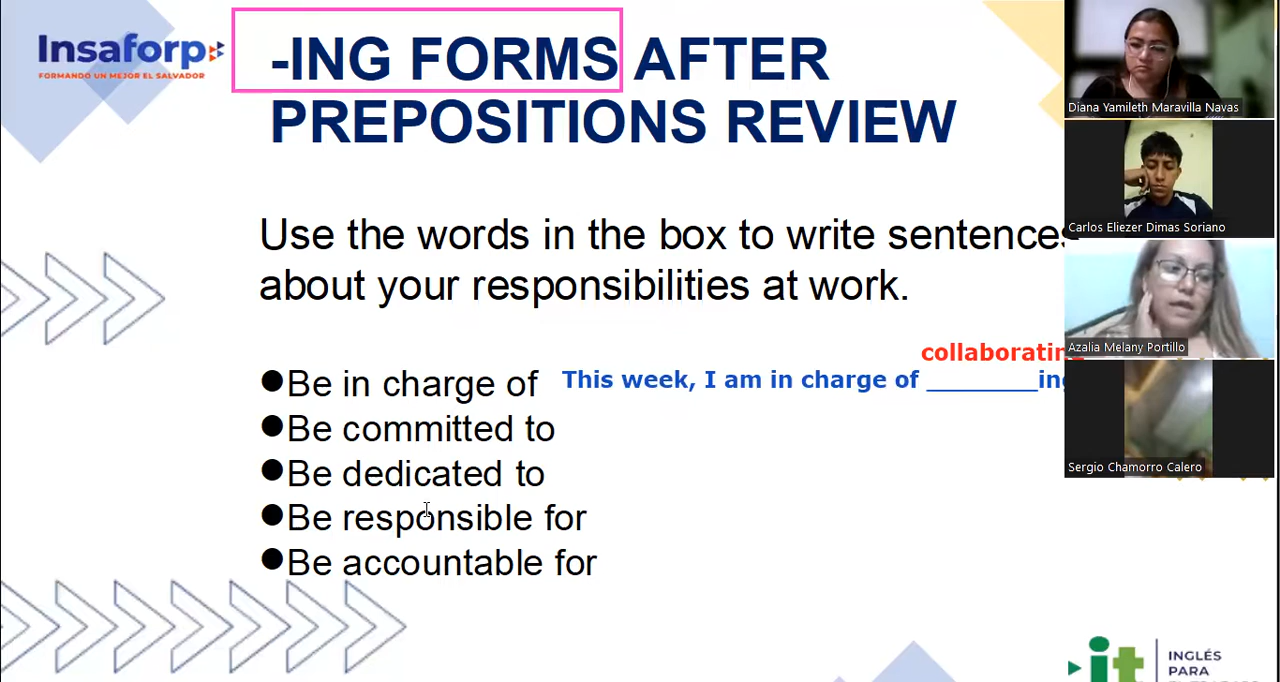 Insaforp
FORMANDO UN MEJOR EL SALVADOR
-ING FORMS AFTER
PREPOSITIONS REVIEW
Use the words in the box to write sentences
about your responsibilities at work.
collaborating
●Be in charge of This week, I am in charge of ________ing
●Be committed to
●Be dedicated to
●Be responsible for
●Be accountable for
Diana Yamileth Maravilla Navas
Carlos Eliezer Dimas Soriano
Azalia Melany Portillo
Sergio Chamorro Calero
it
INGLÉS
PARA